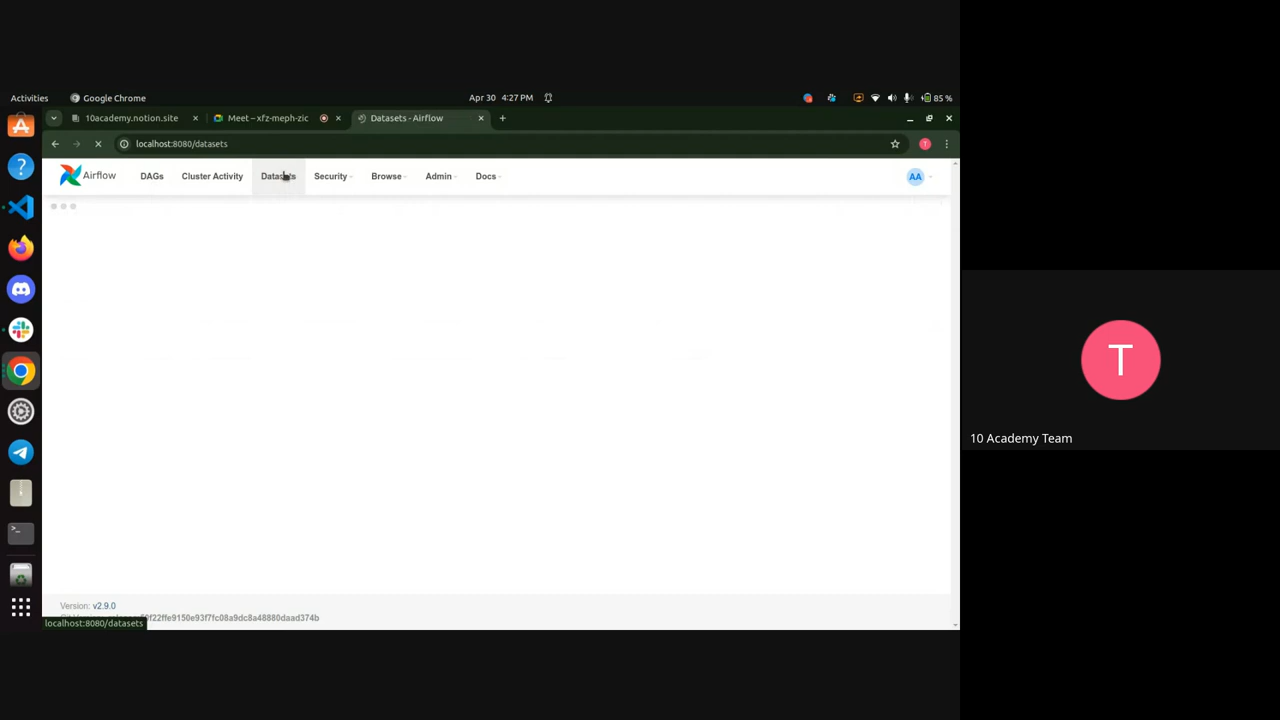 Activities
Google Chrome
Apr 30 4:27 PM
85 %
10academy.notion.site
Meet – xfz-meph-zic
Datasets - Airflow
localhost:8080/datasets
Airflow
DAGs
Cluster Activity
Datasets
Security
Browse
Admin
Docs
AA
T
10 Academy Team
Version: v2.9.0
50f22ffe9150e93f7fc08a9dc8a48880daad374b
localhost:8080/datasets